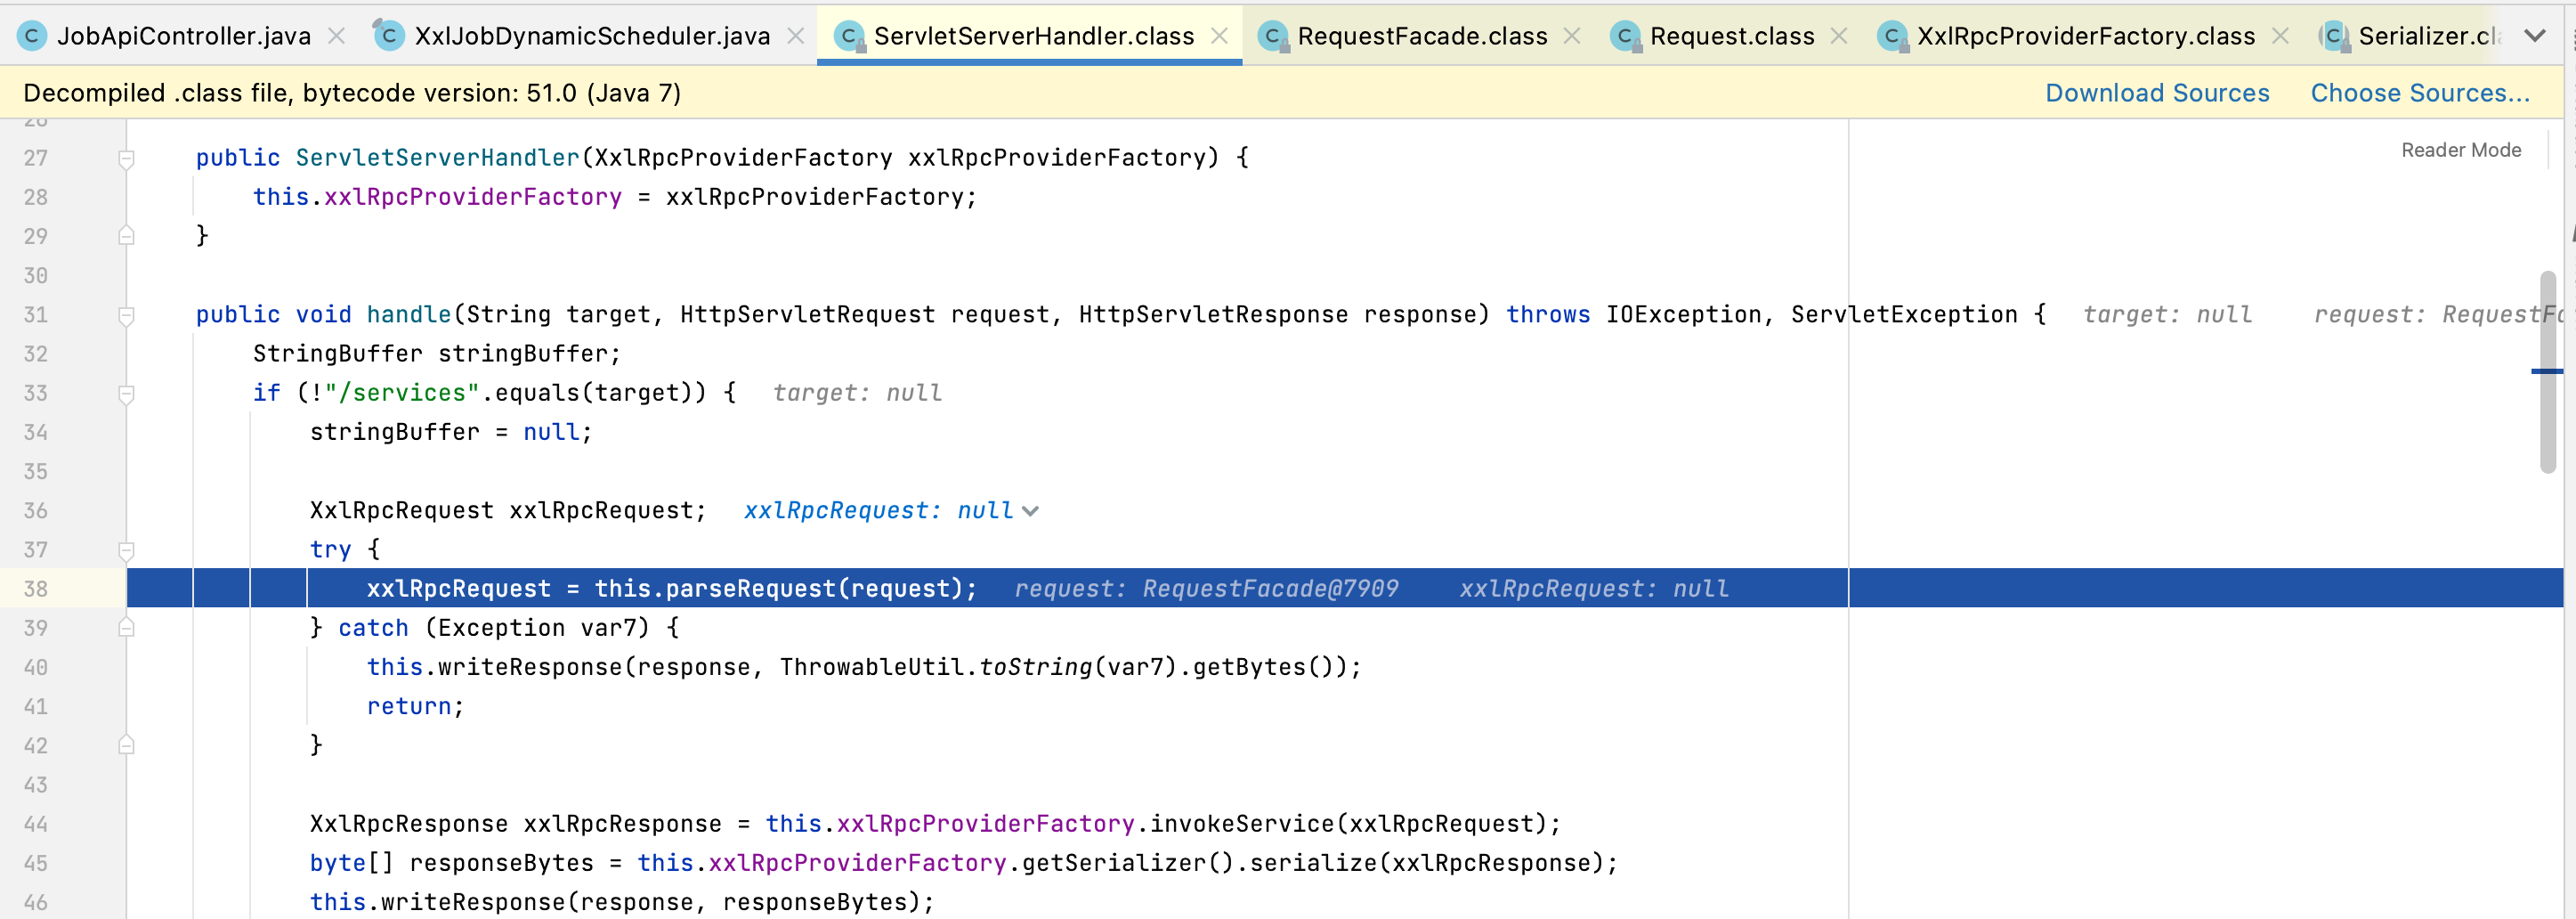 JobApiController.java XxlJobDynamicScheduler.java ServletServerHandler.class RequestFacade.class Request.class XxlRpcProviderFactory.class
Decompiled .class file, bytecode version: 51.0 (Java 7) Download Sources Choose Sources...
Reader Mode
27 public ServletServerHandler(XxlRpcProviderFactory xxlRpcProviderFactory) {
28 this.xxlRpcProviderFactory = xxlRpcProviderFactory;
29 }
30
31 public void handle(String target, HttpServletRequest request, HttpServletResponse response) throws IOException, ServletException { target: null request:
32 StringBuffer stringBuffer;
33 if (!"/services".equals(target)) { target: null
34 stringBuffer = null;
35
36 XxlRpcRequest xxlRpcRequest; xxlRpcRequest: null
37 try {
38 xxlRpcRequest = this.parseRequest(request); request: RequestFacade@7909 xxlRpcRequest: null
39 } catch (Exception var7) {
40 this.writeResponse(response, ThrowableUtil.toString(var7).getBytes());
41 return;
42 }
43
44 XxlRpcResponse xxlRpcResponse = this.xxlRpcProviderFactory.invokeService(xxlRpcRequest);
45 byte[] responseBytes = this.xxlRpcProviderFactory.getSerializer().serialize(xxlRpcResponse);
46 this.writeResponse(response, responseBytes);